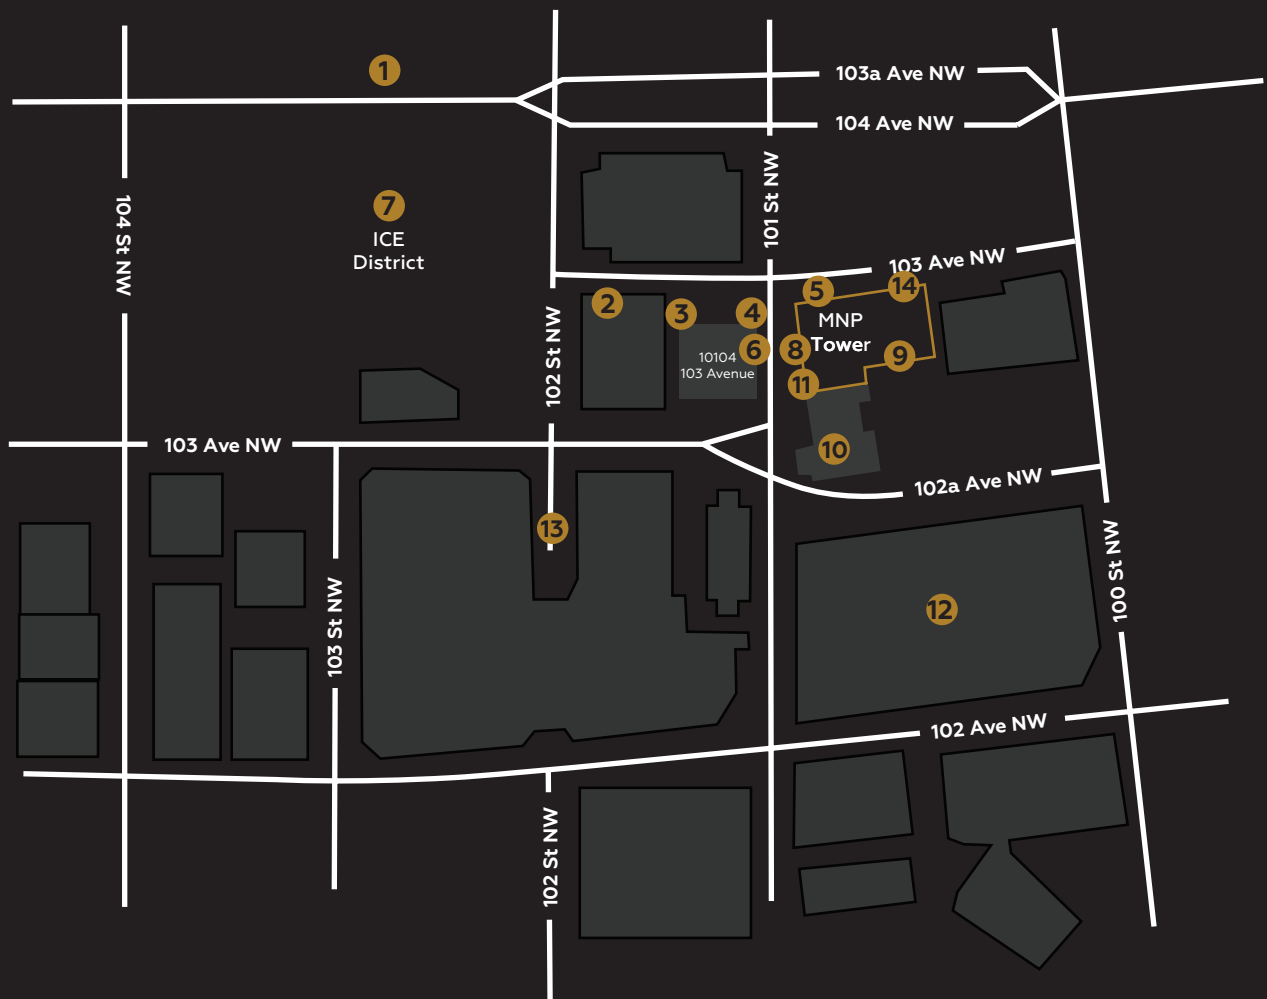 1
103a Ave NW
104 Ave NW
104 St NW
7
ICE
District
101 St NW
103 Ave NW
14
5
2
3
4
MNP
Tower
102 St NW
10104
103 Avenue
6
8
9
11
103 Ave NW
10
102a Ave NW
13
103 St NW
100 St NW
12
102 Ave NW
102 St NW